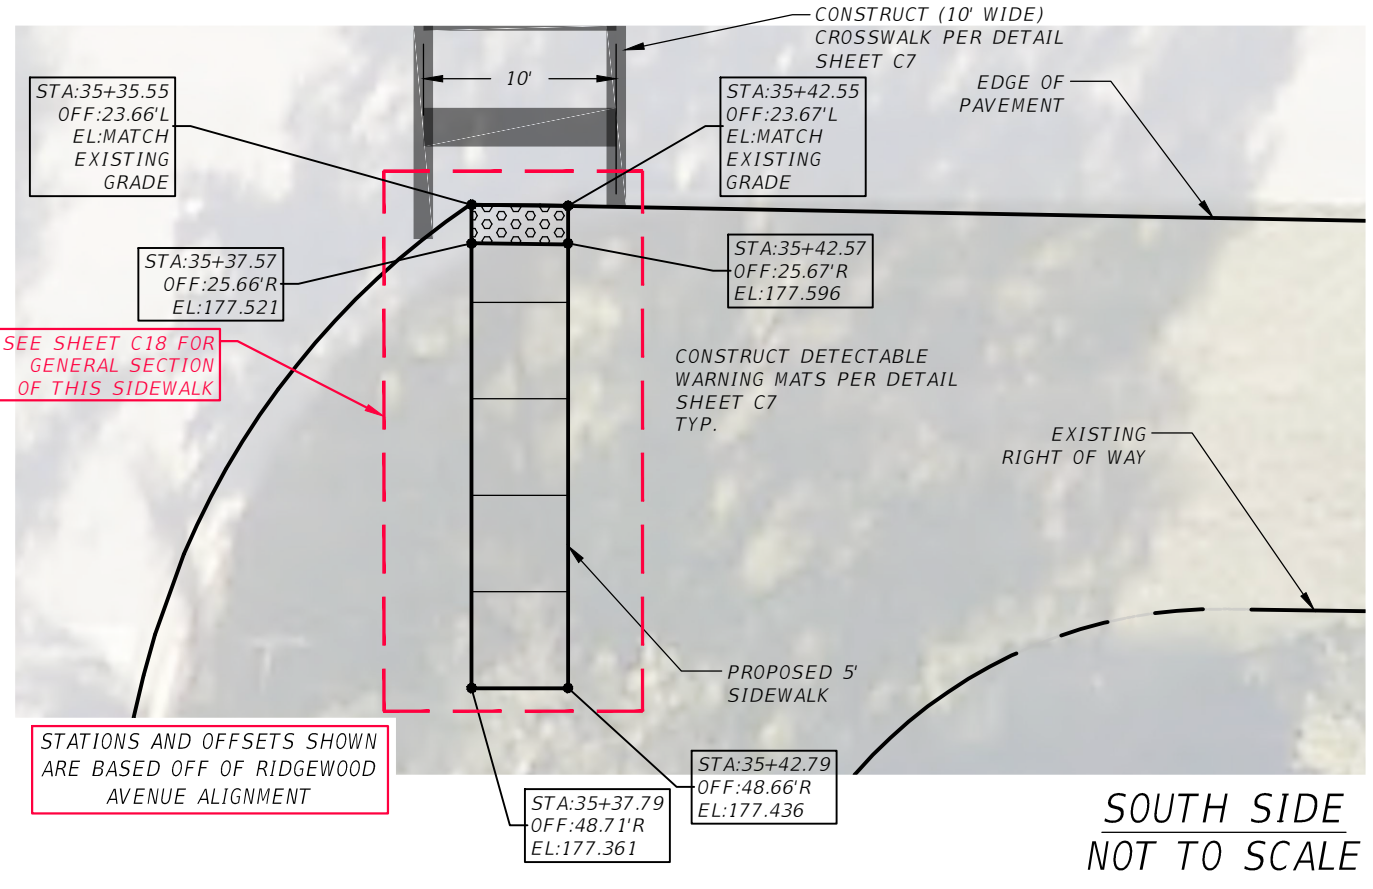 CONSTRUCT (10' WIDE)
CROSSWALK PER DETAIL
SHEET C7
10'
EDGE OF
PAVEMENT
STA:35+35.55
OFF:23.66'L
EL:MATCH
EXISTING
GRADE
STA:35+42.55
OFF:23.67'L
EL:MATCH
EXISTING
GRADE
STA:35+37.57
OFF:25.66'R
EL:177.521
STA:35+42.57
OFF:25.67'R
EL:177.596
SEE SHEET C18 FOR
GENERAL SECTION
OF THIS SIDEWALK
CONSTRUCT DETECTABLE
WARNING MATS PER DETAIL
SHEET C7
TYP.
EXISTING
RIGHT OF WAY
PROPOSED 5'
SIDEWALK
STATIONS AND OFFSETS SHOWN
ARE BASED OFF OF RIDGEWOOD
AVENUE ALIGNMENT
STA:35+42.79
OFF:48.66'R
EL:177.436
STA:35+37.79
OFF:48.71'R
EL:177.361
SOUTH SIDE
NOT TO SCALE